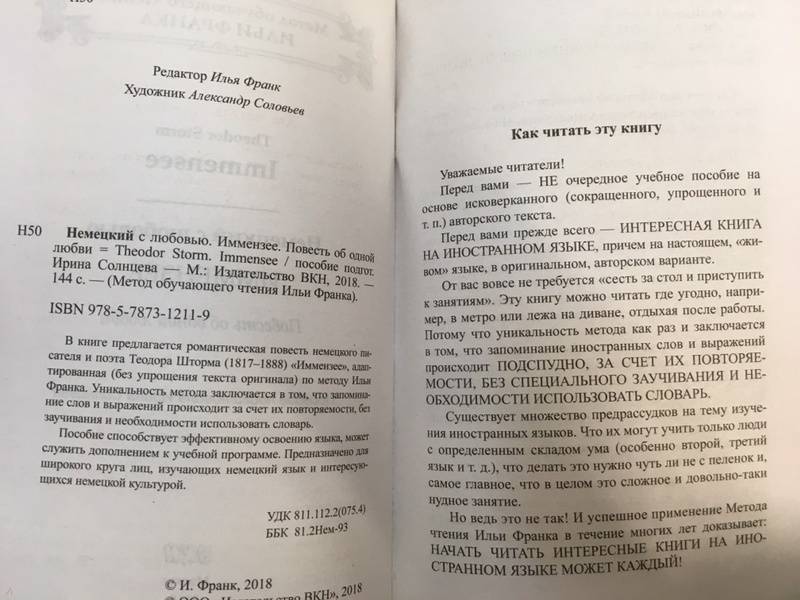 Н50
Редактор Илья Франк
Художник Александр Соловьев
Theodor Storm
Immensee
Н50
Немецкий с любовью. Иммензее. Повесть об одной
любви = Theodor Storm. Immensee / пособие подгот.
Ирина Солнцева — М.: Издательство ВКН, 2018. —
144 с. — (Метод обучающего чтения Ильи Франка).
ISBN 978-5-7873-1211-9
В книге предлагается романтическая повесть немецкого пи-
сателя и поэта Теодора Шторма (1817–1888) «Иммензее», адап-
тированная (без упрощения текста оригинала) по методу Ильи
Франка. Уникальность метода заключается в том, что запомина-
ние слов и выражений происходит за счет их повторяемости, без
заучивания и необходимости использовать словарь.
Пособие способствует эффективному освоению языка, может
служить дополнением к учебной программе. Предназначено для
широкого круга лиц, изучающих немецкий язык и интересую-
щихся немецкой культурой.
УДК 811.112.2(075.4)
ББК 81.2Нем-93
© И. Франк, 2018
© ООО «Издательство ВКН», 2018
Как читать эту книгу
Уважаемые читатели!
Перед вами — НЕ очередное учебное пособие на
основе исковерканного (сокращенного, упрощенного и
т. п.) авторского текста.
Перед вами прежде всего — ИНТЕРЕСНАЯ КНИГА
НА ИНОСТРАННОМ ЯЗЫКЕ, причем на настоящем, «жи-
вом» языке, в оригинальном, авторском варианте.
От вас вовсе не требуется «сесть за стол и приступить
к занятиям». Эту книгу можно читать где угодно, напри-
мер, в метро или лежа на диване, отдыхая после работы.
Потому что уникальность метода как раз и заключается
в том, что запоминание иностранных слов и выражений
происходит ПОДСПУДНО, ЗА СЧЕТ ИХ ПОВТОРЯЕ-
МОСТИ, БЕЗ СПЕЦИАЛЬНОГО ЗАУЧИВАНИЯ И НЕ-
ОБХОДИМОСТИ ИСПОЛЬЗОВАТЬ СЛОВАРЬ.
Существует множество предрассудков на тему изуче-
ния иностранных языков. Что их могут учить только люди
с определенным складом ума (особенно второй, третий
язык и т. д.), что делать это нужно чуть ли не с пеленок и,
самое главное, что в целом это сложное и довольно-таки
нудное занятие.
Но ведь это не так! И успешное применение Метода
чтения Ильи Франка в течение многих лет доказывает:
НАЧАТЬ ЧИТАТЬ ИНТЕРЕСНЫЕ КНИГИ НА ИНО-
СТРАННОМ ЯЗЫКЕ МОЖЕТ КАЖДЫЙ!